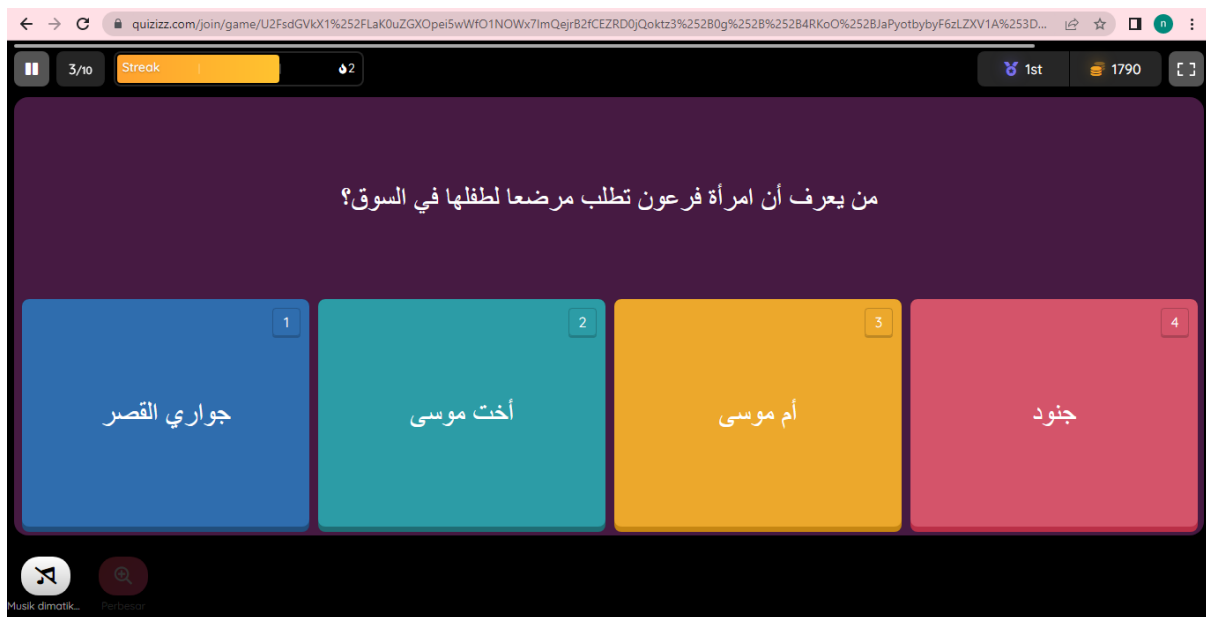 quizizz.com/join/game/U2FsdGVkX1%252FLaK0uZGXOpei5wWfO1NOWx7ImQejrB2fCEZRD0jQoktz3%252B0g%252B%252B4RKoO%252BJaPyotbybyF6zLZXV1A%253D...
n
3/10
Streak
2
1st
1790
من يعرف أن امرأة فرعون تطلب مرضعا لطفلها في السوق؟
1
جواري القصر
2
أخت موسى
3
أم موسى
4
جنود
Musik dimatik...
Perbesar